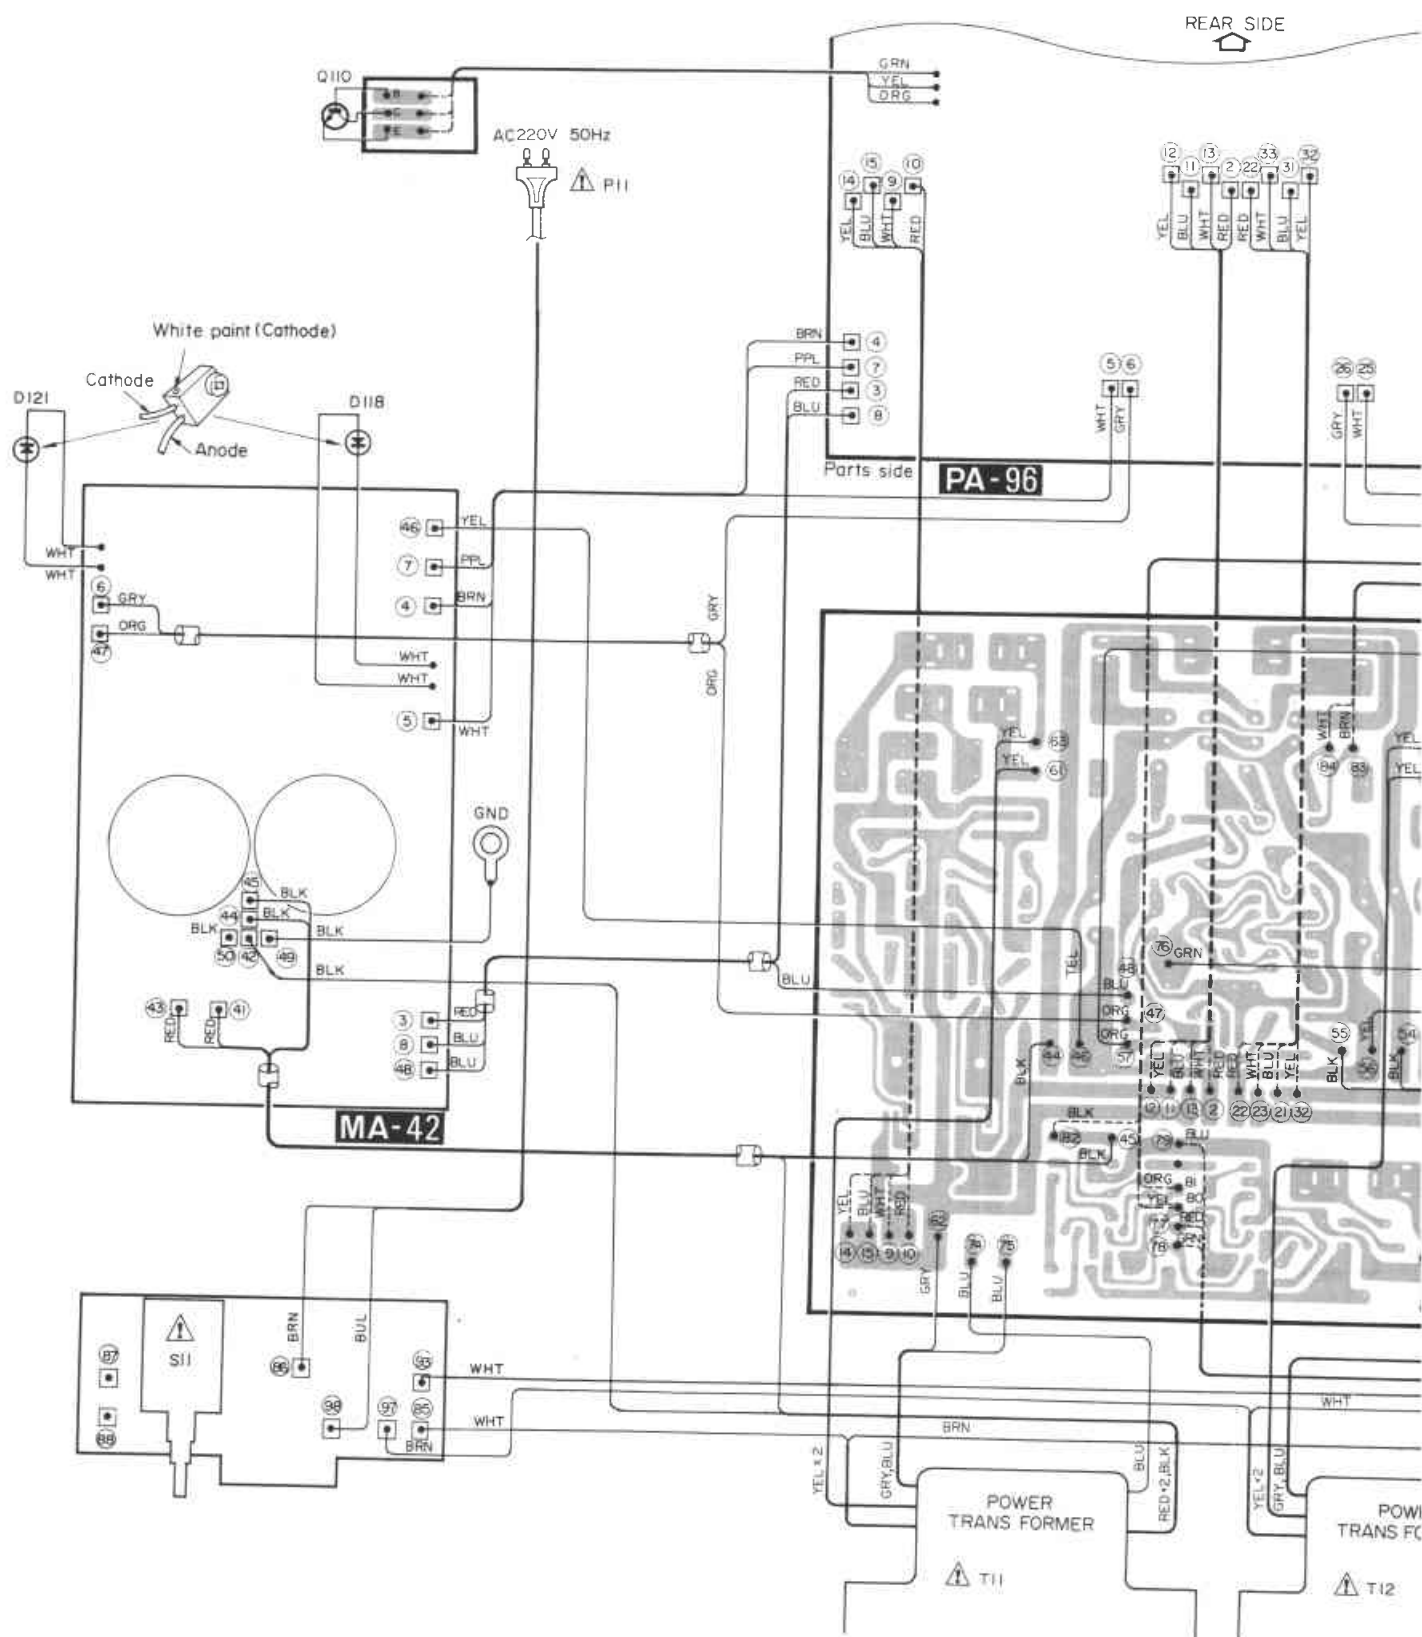 REAR SIDE
Q110
B
C
E
GRN
YEL
ORG
AC220V 50Hz
P11
14 15 9 10
YEL BLU WHT RED
12 11 13 2 22 33 31 32
YEL BLU WHT RED RED WHT BLU YEL
White paint (Cathode)
Cathode
Anode
D121
D118
BRN 4
PPL 7
RED 3
BLU 8
5 6
WHT GRY
26 25
GRY WHT
Parts side
PA-96
46 YEL
7 PPL
4 BRN
WHT
WHT
6 GRY
47 ORG
WHT
WHT
5 WHT
GRY
ORG
GND
45 BLK
44 BLK
BLK 50 42 49 BLK
BLK
43 RED
RED 41
3 RED
8 BLU
48 BLU
MA-42
BLU
YEL 63
YEL 61
WHT BRN
84 83
YEL
YEL
76 GRN
48
BLU
ORG 47
ORG 57
BLK 44
46
YEL BLU WHT RED RED WHT BLU YEL
12 11 13 2 22 23 21 32
55 BLK
YEL
54 BLK
BLK
82 45
BLK
79 BLU
ORG 81
YEL 80
RED
78
YEL BLU WHT RED
14 15 9 10
GRY
74 75
BLU BLU
87
88
S11
86 BRN
BUL
98
97
BRN
93 WHT
85 WHT
WHT
BRN
YEL×2
GRY,BLU
BLU
RED×2,BLK
YEL×2
GRY,BLU
POWER
TRANS FORMER
T11
POWE
TRANS FO
T12